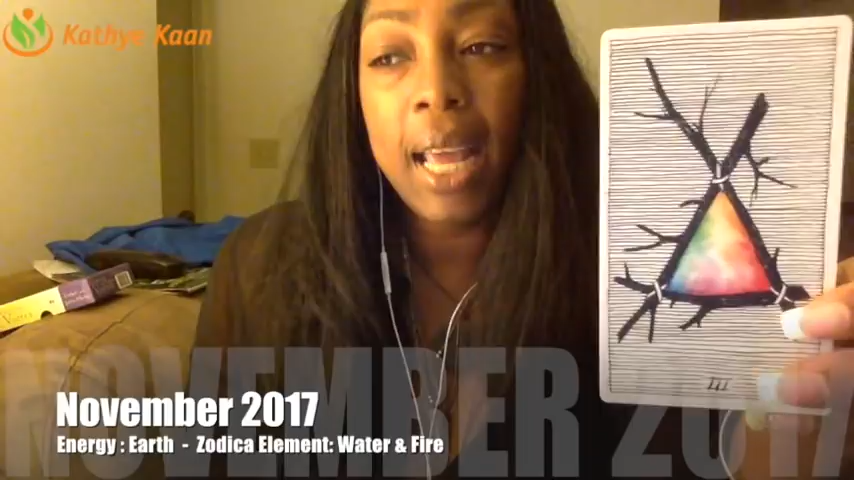 Kathye Kaan
III
NOVEMBER 2017
November 2017
Energy : Earth - Zodica Element: Water & Fire